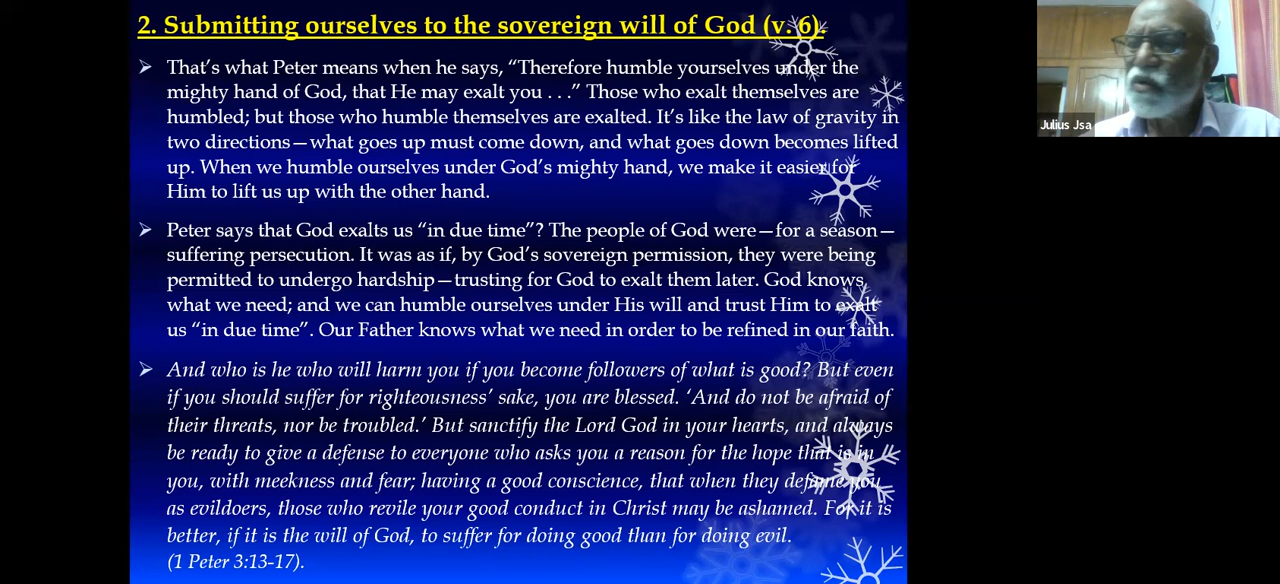 2. Submitting ourselves to the sovereign will of God (v. 6).
➢ That's what Peter means when he says, “Therefore humble yourselves under the
mighty hand of God, that He may exalt you . . .” Those who exalt themselves are
humbled; but those who humble themselves are exalted. It's like the law of gravity in
two directions—what goes up must come down, and what goes down becomes lifted
up. When we humble ourselves under God's mighty hand, we make it easier for
Him to lift us up with the other hand.
➢ Peter says that God exalts us “in due time”? The people of God were—for a season—
suffering persecution. It was as if, by God's sovereign permission, they were being
permitted to undergo hardship—trusting for God to exalt them later. God knows
what we need; and we can humble ourselves under His will and trust Him to exalt
us “in due time”. Our Father knows what we need in order to be refined in our faith.
➢ And who is he who will harm you if you become followers of what is good? But even
if you should suffer for righteousness' sake, you are blessed. ‘And do not be afraid of
their threats, nor be troubled.’ But sanctify the Lord God in your hearts, and always
be ready to give a defense to everyone who asks you a reason for the hope that is in
you, with meekness and fear; having a good conscience, that when they defame you
as evildoers, those who revile your good conduct in Christ may be ashamed. For it is
better, if it is the will of God, to suffer for doing good than for doing evil.
(1 Peter 3:13-17).
Julius Jsa